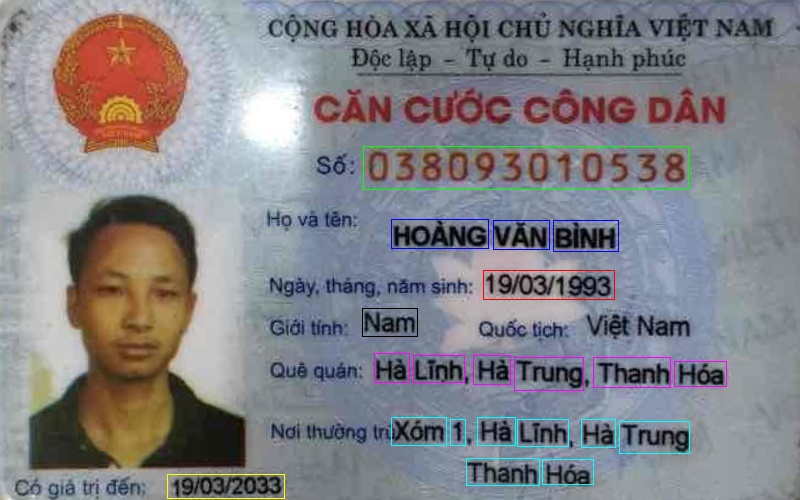 CỘNG HÒA XÃ HỘI CHỦ NGHĨA VIỆT NAM
Độc lập - Tự do - Hạnh phúc
CĂN CƯỚC CÔNG DÂN
Số: 038093010538
Họ và tên: HOÀNG VĂN BÌNH
Ngày, tháng, năm sinh: 19/03/1993
Giới tính: Nam Quốc tịch: Việt Nam
Quê quán: Hà Lĩnh, Hà Trung, Thanh Hóa
Nơi thường trú Xóm 1, Hà Lĩnh, Hà Trung
Thanh Hóa
Có giá trị đến: 19/03/2033